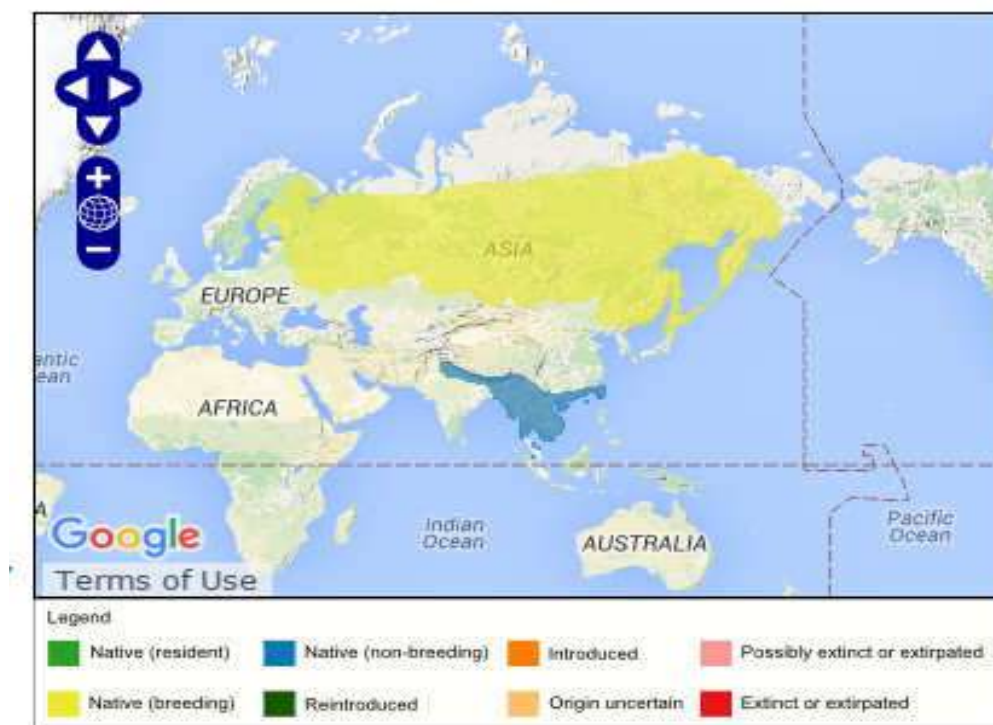 ASIA
EUROPE
antic
ean
AFRICA
A
Indian
Ocean
AUSTRALIA
Pacific
Ocean
Google
Terms of Use
Legend
Native (resident) Native (non-breeding) Introduced Possibly extinct or extirpated
Native (breeding) Reintroduced Origin uncertain Extinct or extirpated